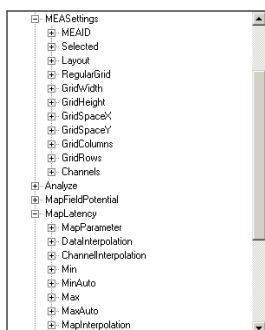 MEASettings
MEAID
Selected
Layout
RegularGrid
GridWidth
GridHeight
GridSpaceX
GridSpaceY
GridColumns
GridRows
Channels
Analyze
MapFieldPotential
MapLatency
MapParameter
DataInterpolation
ChannelInterpolation
Min
MinAuto
Max
MaxAuto
MapInterpolation